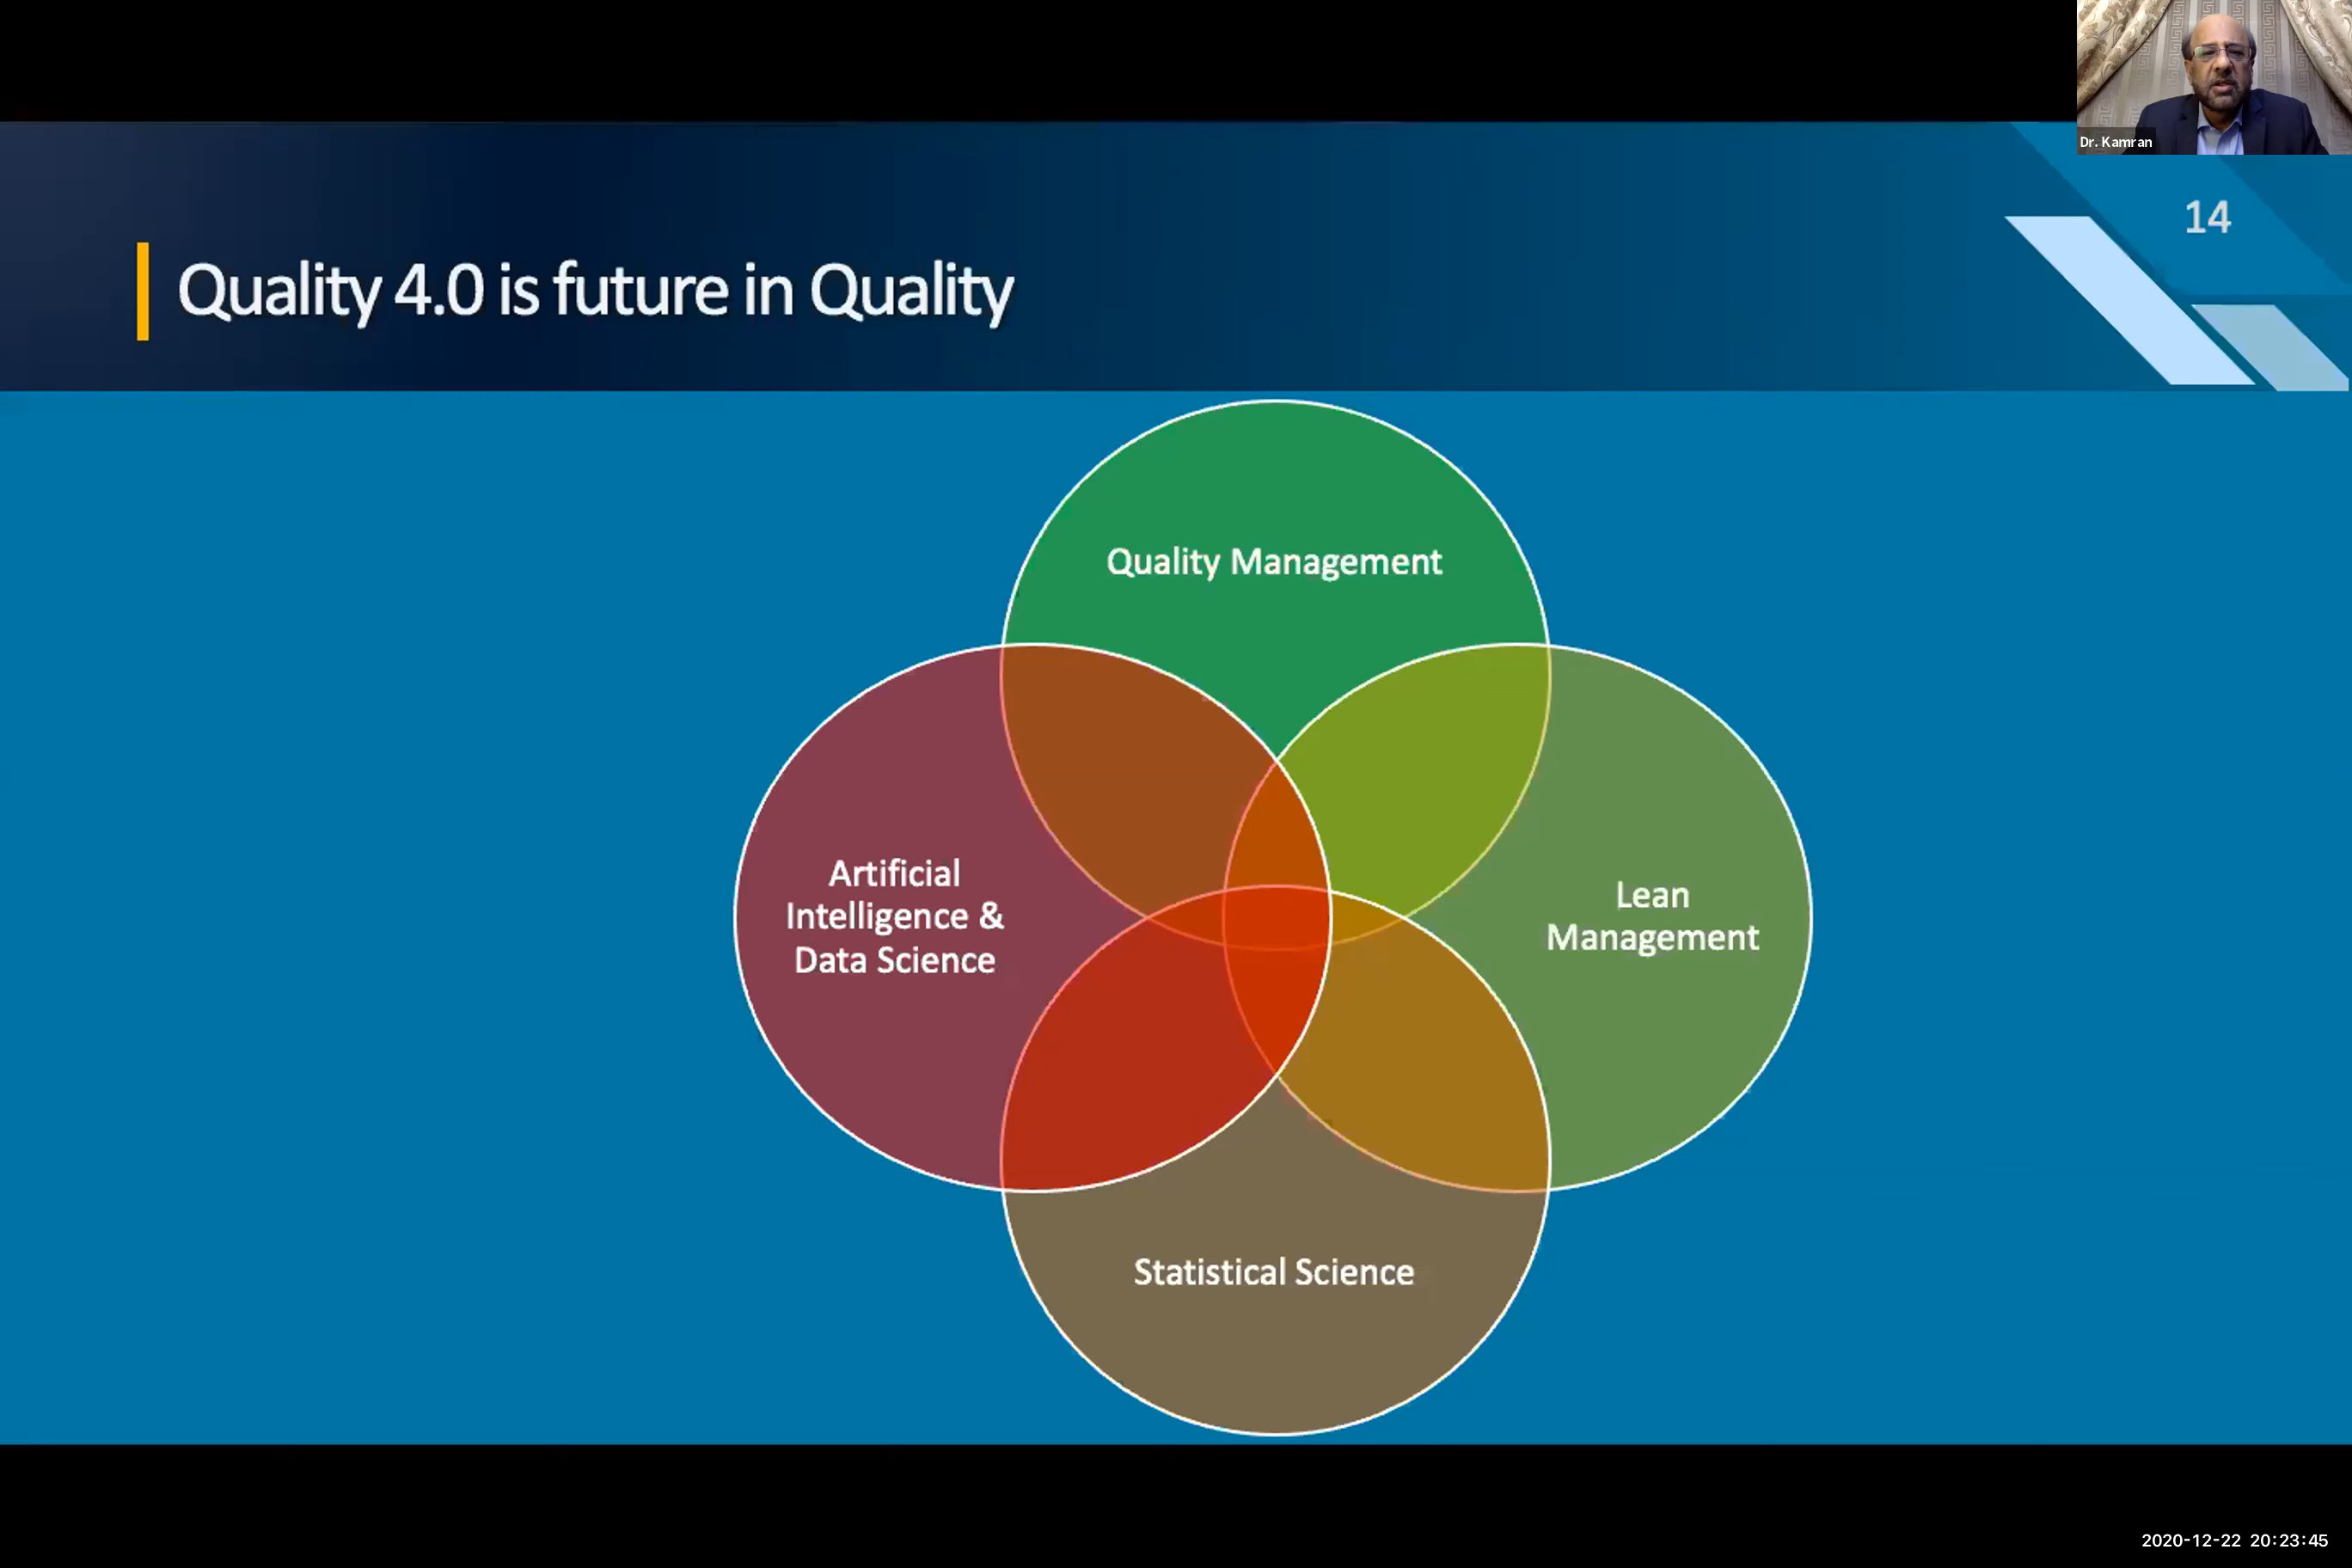 Dr. Kamran
14
Quality 4.0 is future in Quality
Quality Management
Artificial
Intelligence &
Data Science
Lean
Management
Statistical Science
2020-12-22 20:23:45